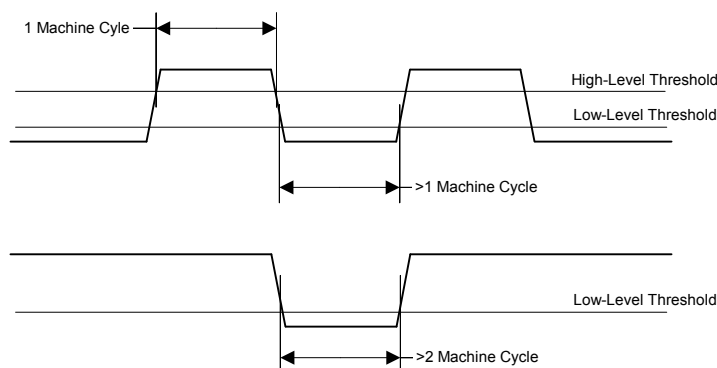 1 Machine Cyle
High-Level Threshold
Low-Level Threshold
>1 Machine Cycle
Low-Level Threshold
>2 Machine Cycle